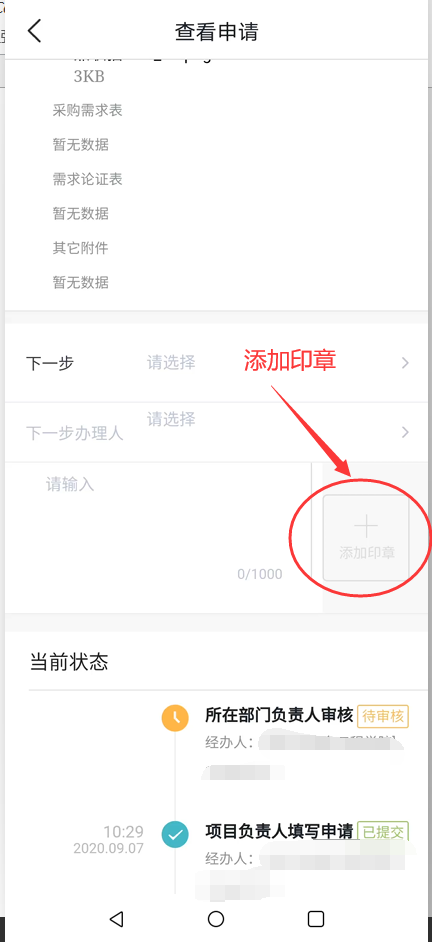 查看申请
3KB
采购需求表
暂无数据
需求论证表
暂无数据
其它附件
暂无数据
下一步 请选择
添加印章
下一步办理人 请选择
请输入
添加印章
0/1000
当前状态
所在部门负责人审核 待审核
经办人：
10:29
2020.09.07
项目负责人填写申请 已提交
经办人：